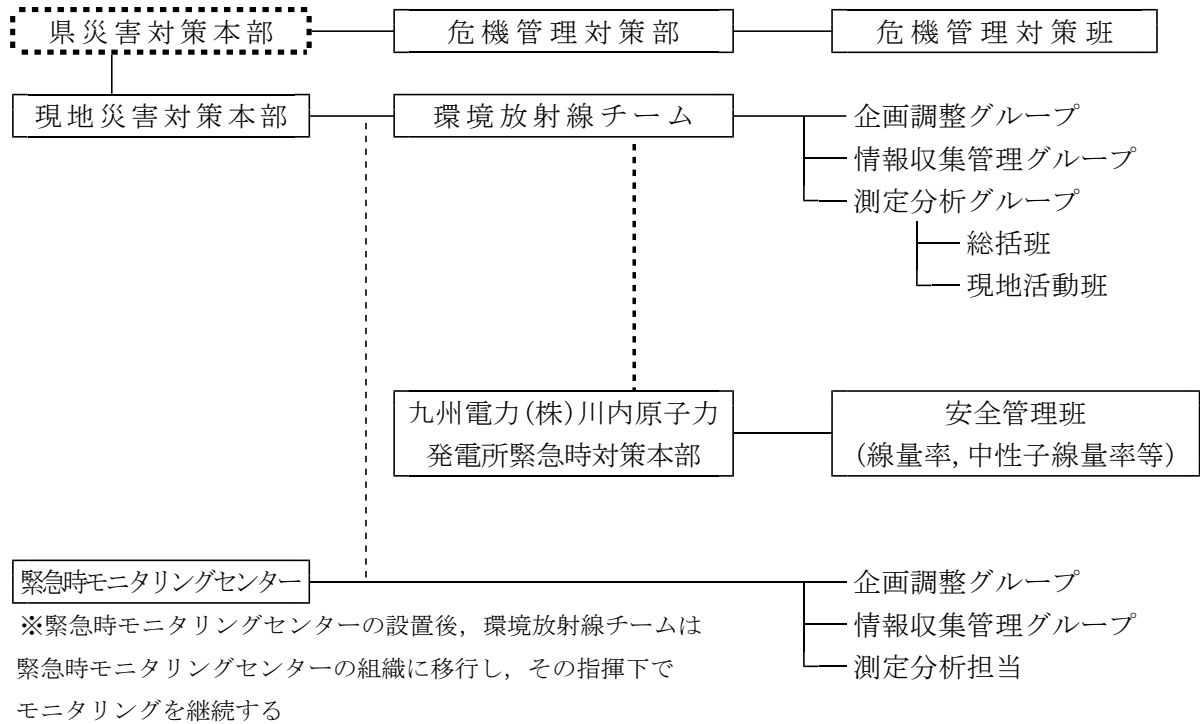 県災害対策本部
危機管理対策部
危機管理対策班
現地災害対策本部
環境放射線チーム
企画調整グループ
情報収集管理グループ
測定分析グループ
総括班
現地活動班
九州電力(株)川内原子力
発電所緊急時対策本部
安全管理班
(線量率,中性子線量率等)
緊急時モニタリングセンター
企画調整グループ
情報収集管理グループ
測定分析担当
※緊急時モニタリングセンターの設置後，環境放射線チームは
緊急時モニタリングセンターの組織に移行し，その指揮下で
モニタリングを継続する